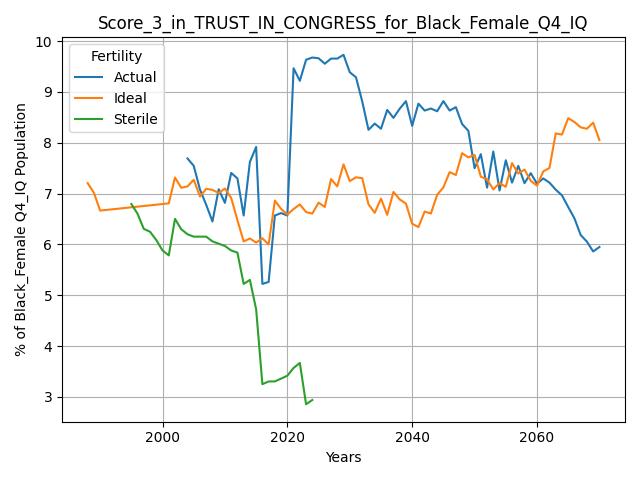 Score_3_in_TRUST_IN_CONGRESS_for_Black_Female_Q4_IQ
Fertility
Actual
Ideal
Sterile
% of Black_Female Q4_IQ Population
10
9
8
7
6
5
4
3
2000
2020
2040
2060
Years